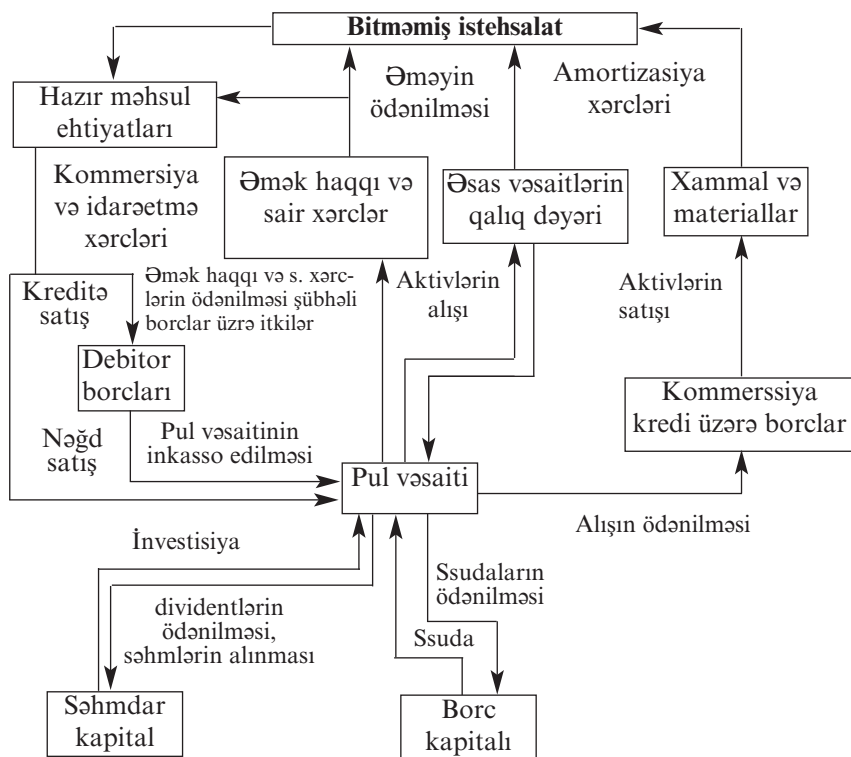 Bitməmiş istehsalat
Hazır məhsul
ehtiyatları
Əməyin
ödənilməsi
Amortizasiya
xərcləri
Kommersiya
və idarəetmə
xərcləri
Əmək haqqı və
sair xərclər
Əsas vəsaitlərin
qalıq dəyəri
Xammal və
materiallar
Kreditə
satış
Əmək haqqı və s. xərc-
lərin ödənilməsi şübhəli
borclar üzrə itkilər
Aktivlərin
alışı
Aktivlərin
satışı
Debitor
borcları
Kommerssiya
kredi üzərə borclar
Nəğd
satış
Pul vəsaitinin
inkasso edilməsi
Pul vəsaiti
Alışın ödənilməsi
İnvestisiya
Ssudaların
ödənilməsi
dividentlərin
ödənilməsi,
səhmlərin alınması
Ssuda
Səhmdar
kapital
Borc
kapitalı